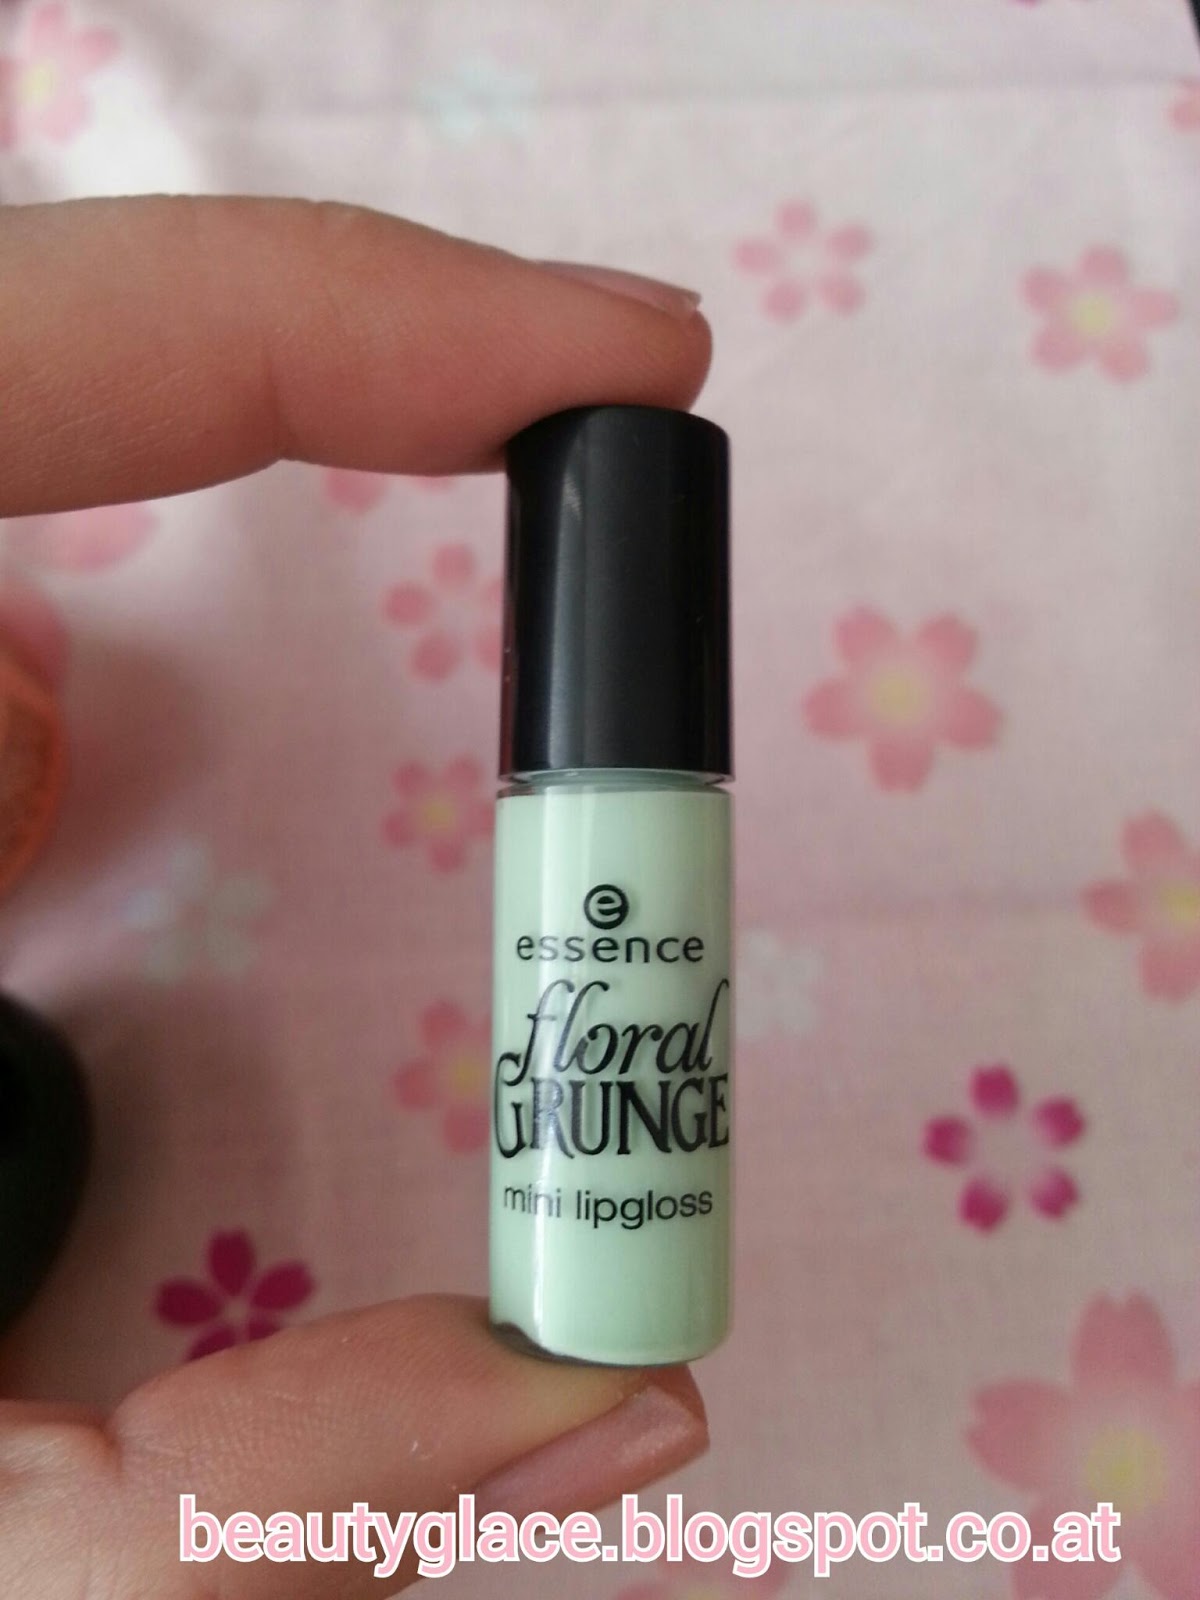 e
essence
floral
GRUNGE
mini lipgloss
beautyglace.blogspot.co.at